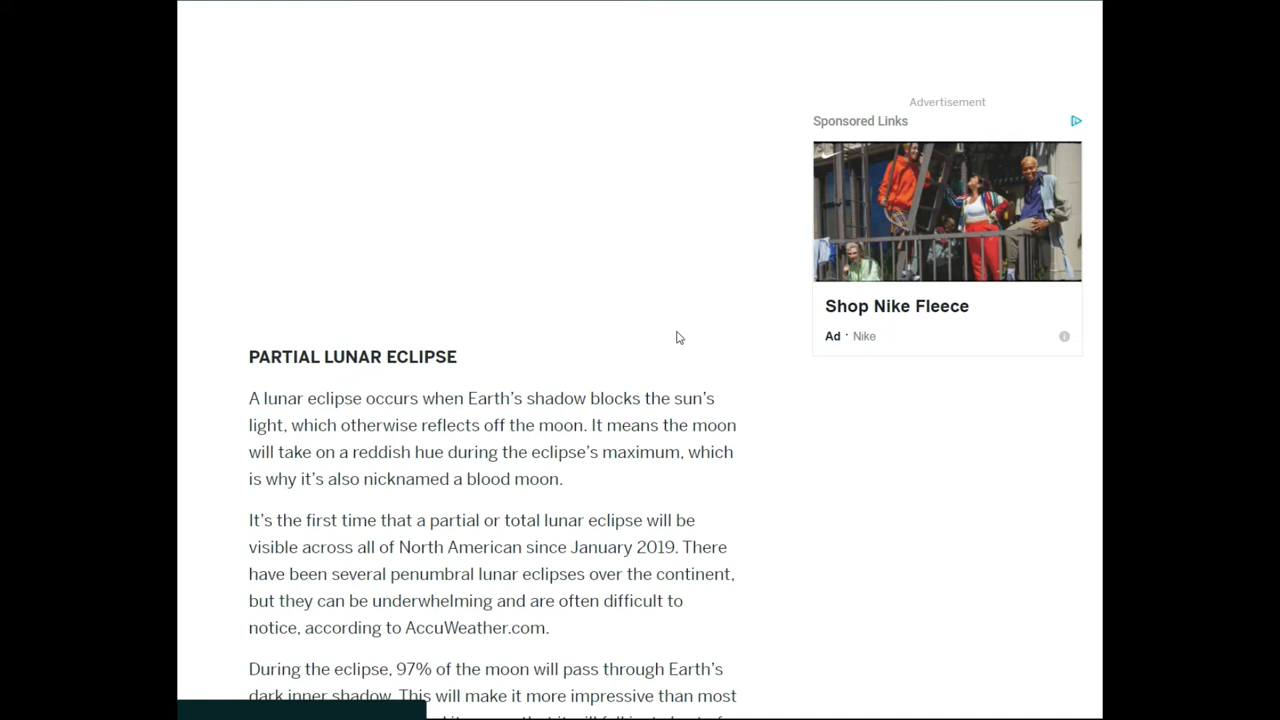 Advertisement
Sponsored Links
Shop Nike Fleece
Ad · Nike
PARTIAL LUNAR ECLIPSE
A lunar eclipse occurs when Earth’s shadow blocks the sun’s
light, which otherwise reflects off the moon. It means the moon
will take on a reddish hue during the eclipse’s maximum, which
is why it’s also nicknamed a blood moon.
It’s the first time that a partial or total lunar eclipse will be
visible across all of North American since January 2019. There
have been several penumbral lunar eclipses over the continent,
but they can be underwhelming and are often difficult to
notice, according to AccuWeather.com.
During the eclipse, 97% of the moon will pass through Earth’s
dark inner shadow. This will make it more impressive than most